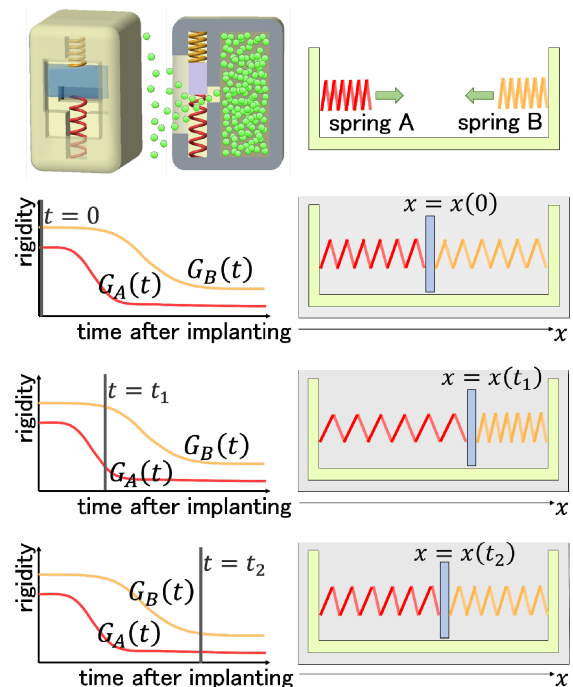 spring A
spring B
rigidity
t = 0
G_A(t)
G_B(t)
time after implanting
x = x(0)
x
rigidity
t = t_1
G_A(t)
G_B(t)
time after implanting
x = x(t_1)
x
rigidity
t = t_2
G_B(t)
G_A(t)
time after implanting
x = x(t_2)
x